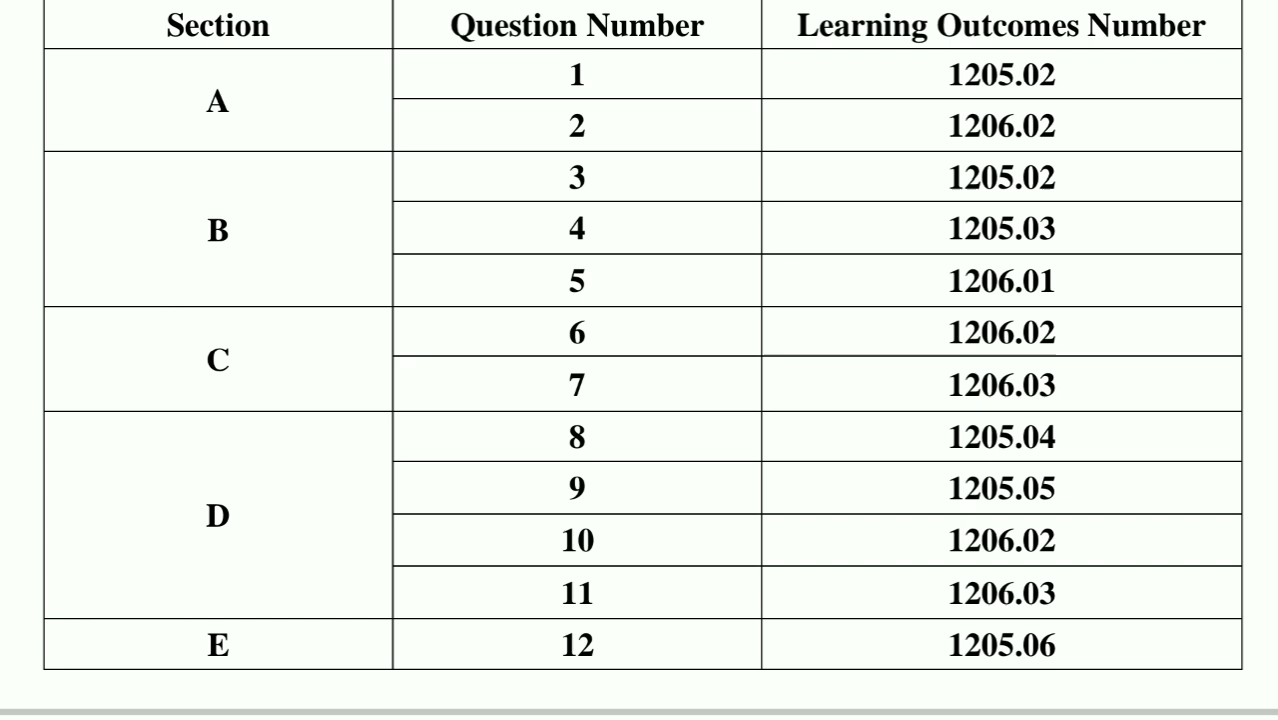 Section Question Number Learning Outcomes Number
A 1 1205.02
2 1206.02
B 3 1205.02
4 1205.03
5 1206.01
C 6 1206.02
7 1206.03
D 8 1205.04
9 1205.05
10 1206.02
11 1206.03
E 12 1205.06